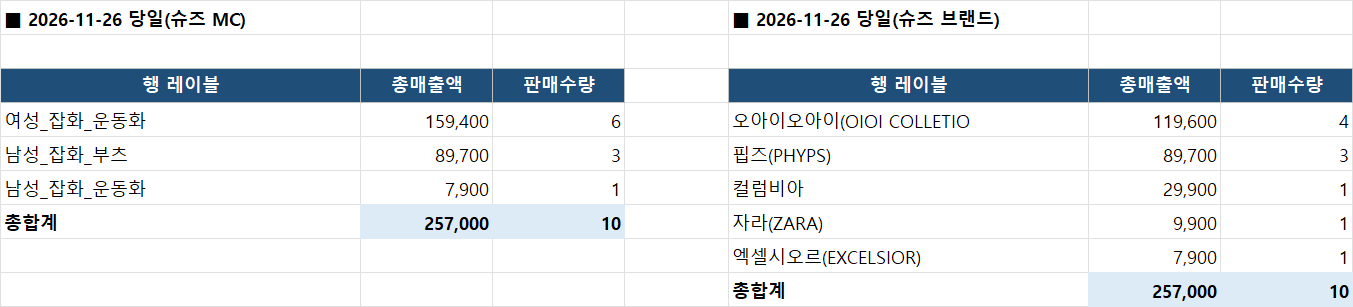 ■ 2026-11-26 당일(슈즈 MC)
행 레이블 총매출액 판매수량
여성_잡화_운동화 159,400 6
남성_잡화_부츠 89,700 3
남성_잡화_운동화 7,900 1
총합계 257,000 10
■ 2026-11-26 당일(슈즈 브랜드)
행 레이블 총매출액 판매수량
오아이오아이(OIOI COLLETIO 119,600 4
핍즈(PHYPS) 89,700 3
컬럼비아 29,900 1
자라(ZARA) 9,900 1
엑셀시오르(EXCELSIOR) 7,900 1
총합계 257,000 10